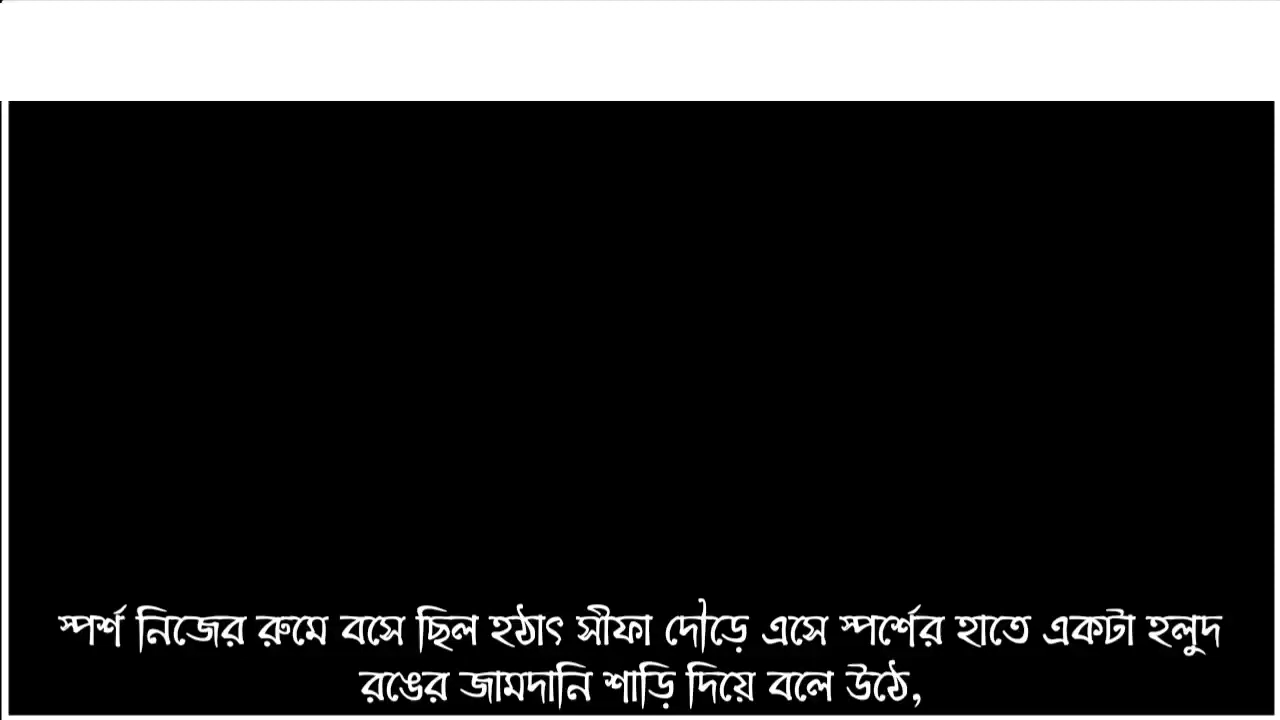 স্পর্শ নিজের রুমে বসে ছিল হঠাৎ সীফা দৌড়ে এসে স্পর্শের হাতে একটা হলুদ
রঙের জামদানি শাড়ি দিয়ে বলে উঠে,